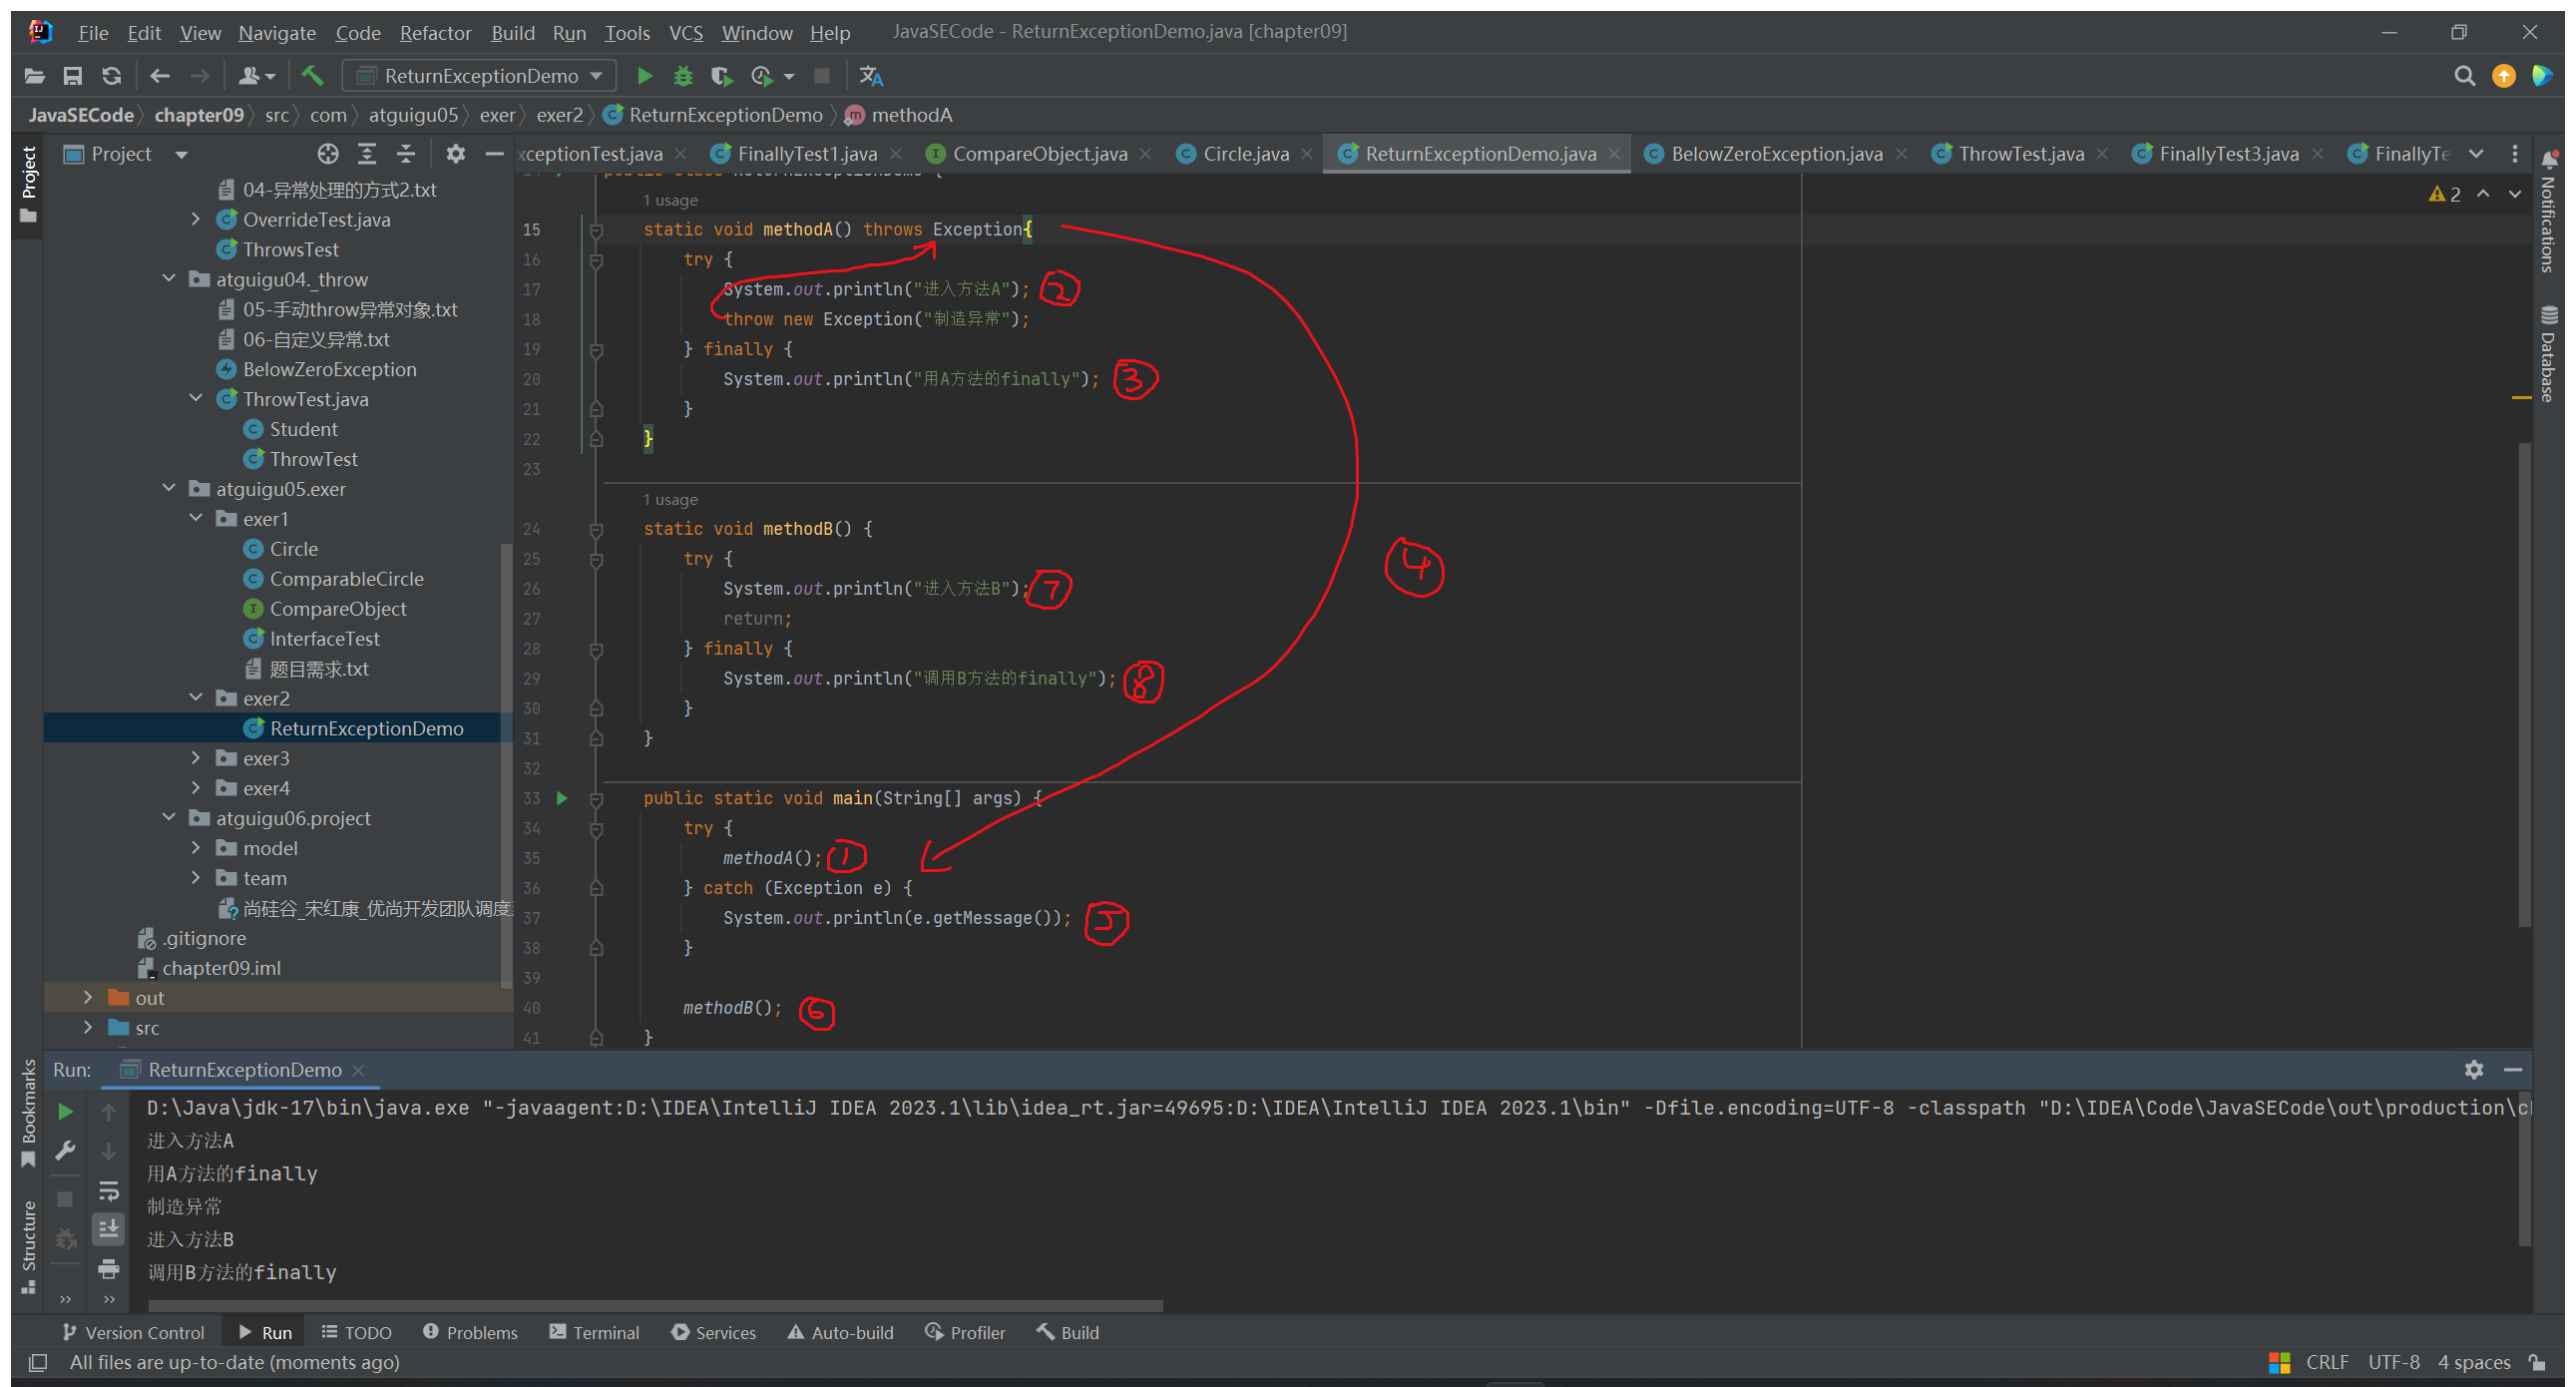 File Edit View Navigate Code Refactor Build Run Tools VCS Window Help JavaSECode - ReturnExceptionDemo.java [chapter09]
ReturnExceptionDemo
JavaSECode chapter09 src com atguigu05 exer exer2 ReturnExceptionDemo methodA
Project
xceptionTest.java FinallyTest1.java CompareObject.java Circle.java ReturnExceptionDemo.java BelowZeroException.java ThrowTest.java FinallyTest3.java FinallyTe
Project
04-异常处理的方式2.txt
OverrideTest.java
ThrowsTest
atguigu04._throw
05-手动throw异常对象.txt
06-自定义异常.txt
BelowZeroException
ThrowTest.java
Student
ThrowTest
atguigu05.exer
exer1
Circle
ComparableCircle
CompareObject
InterfaceTest
题目需求.txt
exer2
ReturnExceptionDemo
exer3
exer4
atguigu06.project
model
team
尚硅谷_宋红康_优尚开发团队调度
.gitignore
chapter09.iml
out
src
1 usage
2
15 static void methodA() throws Exception{
16 try {
17 System.out.println("进入方法A"); 2
18 throw new Exception("制造异常");
19 } finally {
20 System.out.println("用A方法的finally"); 3
21 }
22 }
23
1 usage
24 static void methodB() {
25 try {
4
26 System.out.println("进入方法B"); 7
27 return;
28 } finally {
29 System.out.println("调用B方法的finally"); 8
30 }
31 }
32
33 public static void main(String[] args) {
34 try {
35 methodA(); 1
36 } catch (Exception e) {
37 System.out.println(e.getMessage()); 5
38 }
39
40 methodB(); 6
41 }
Notifications
Database
Bookmarks
Structure
Run: ReturnExceptionDemo
D:\Java\jdk-17\bin\java.exe "-javaagent:D:\IDEA\IntelliJ IDEA 2023.1\lib\idea_rt.jar=49695:D:\IDEA\IntelliJ IDEA 2023.1\bin" -Dfile.encoding=UTF-8 -classpath "D:\IDEA\Code\JavaSECode\out\production\c
进入方法A
用A方法的finally
制造异常
进入方法B
调用B方法的finally
Version Control Run TODO Problems Terminal Services Auto-build Profiler Build
All files are up-to-date (moments ago) CRLF UTF-8 4 spaces